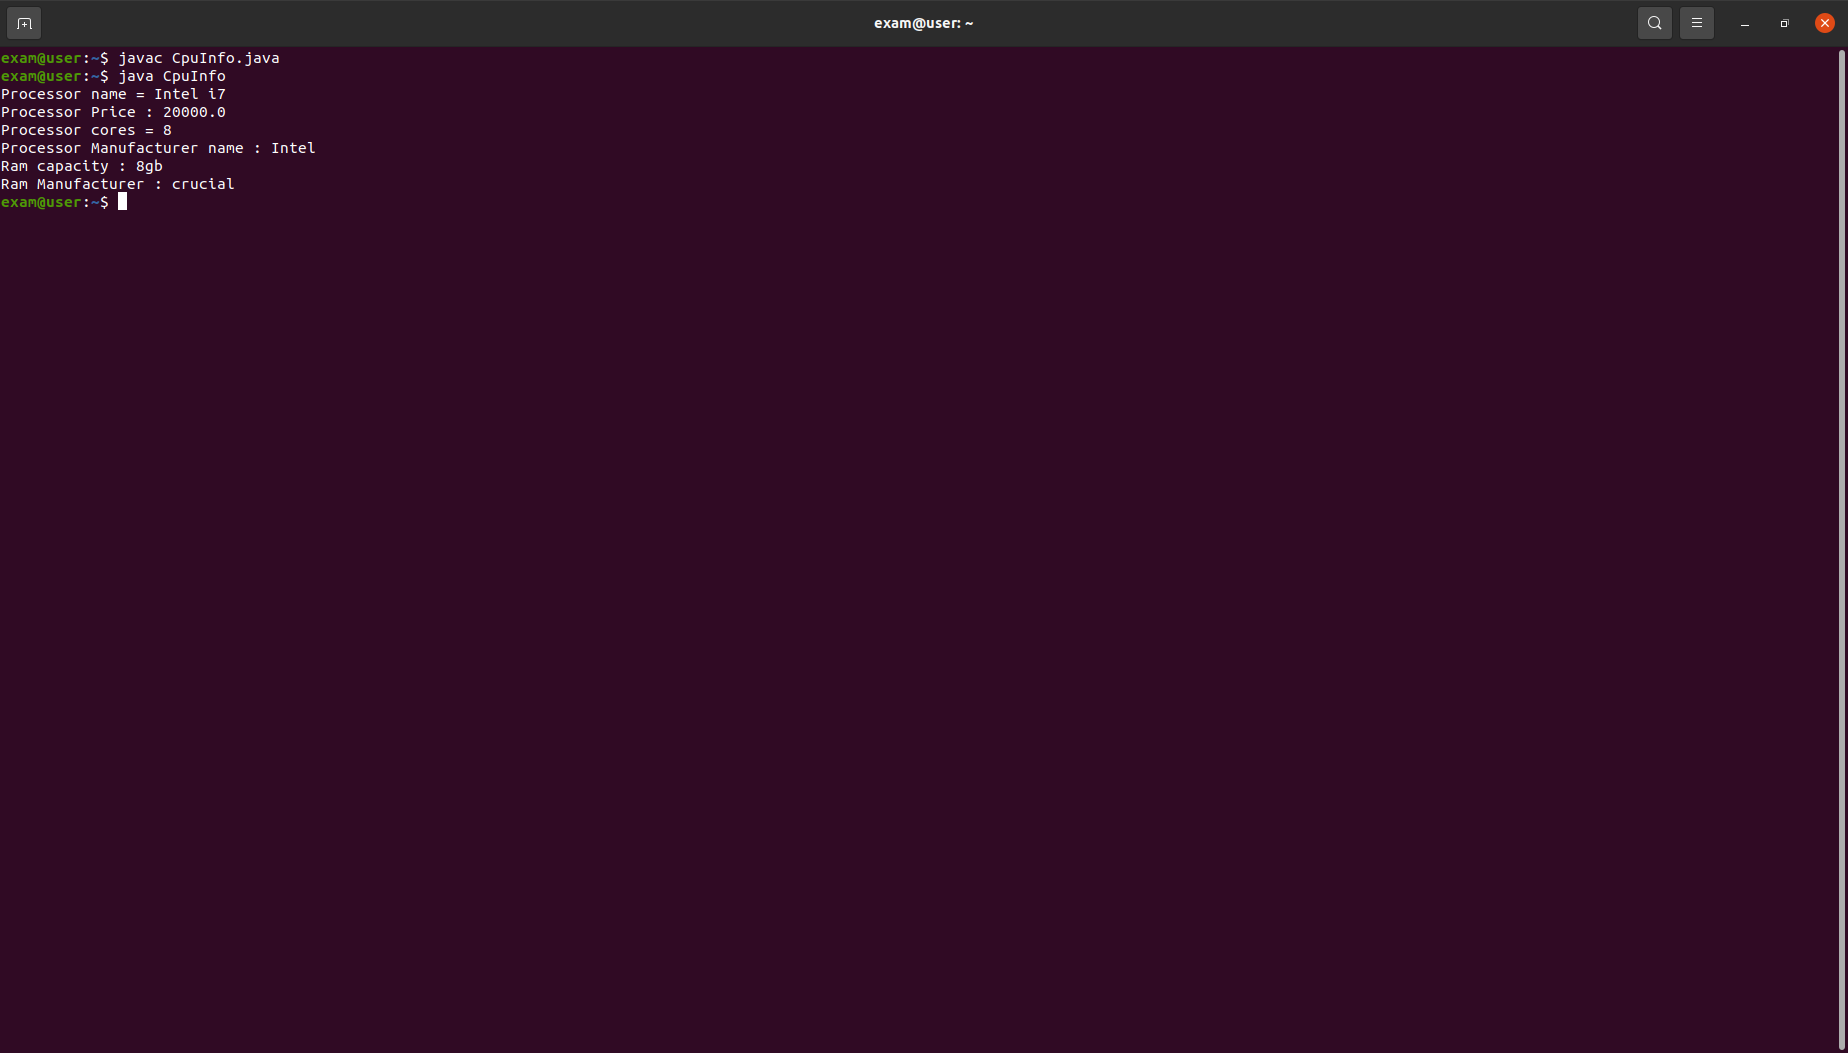 exam@user: ~
exam@user:~$ javac CpuInfo.java
exam@user:~$ java CpuInfo
Processor name = Intel i7
Processor Price : 20000.0
Processor cores = 8
Processor Manufacturer name : Intel
Ram capacity : 8gb
Ram Manufacturer : crucial
exam@user:~$